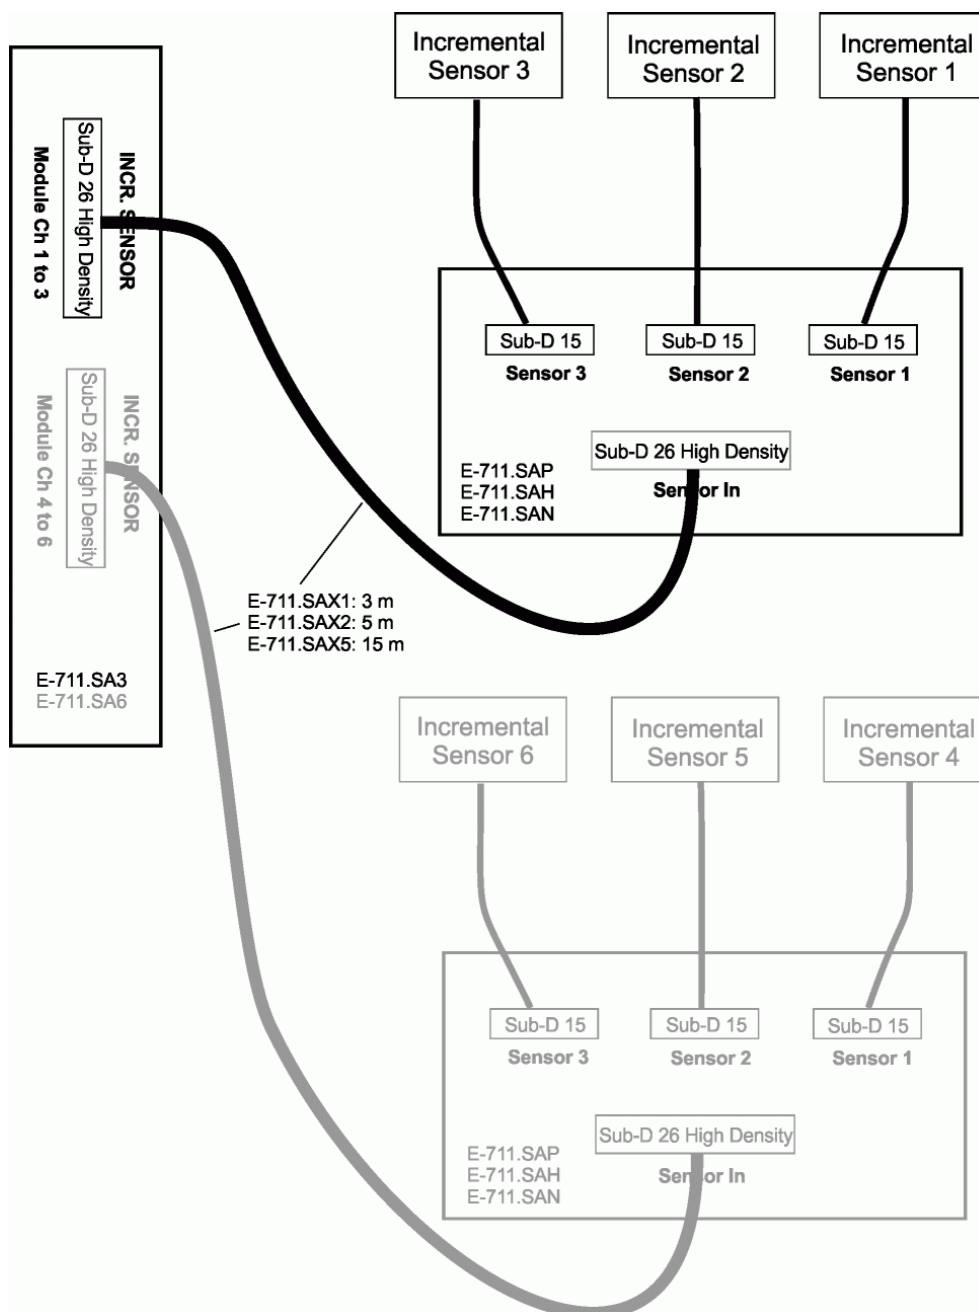 Incremental
Sensor 3
Incremental
Sensor 2
Incremental
Sensor 1
INCR. SENSOR
Sub-D 26 High Density
Module Ch 1 to 3
Sub-D 15
Sensor 3
Sub-D 15
Sensor 2
Sub-D 15
Sensor 1
Sub-D 26 High Density
Sensor In
E-711.SAP
E-711.SAH
E-711.SAN
INCR. SENSOR
Sub-D 26 High Density
Module Ch 4 to 6
E-711.SAX1: 3 m
E-711.SAX2: 5 m
E-711.SAX5: 15 m
E-711.SA3
E-711.SA6
Incremental
Sensor 6
Incremental
Sensor 5
Incremental
Sensor 4
Sub-D 15
Sensor 3
Sub-D 15
Sensor 2
Sub-D 15
Sensor 1
Sub-D 26 High Density
Sensor In
E-711.SAP
E-711.SAH
E-711.SAN